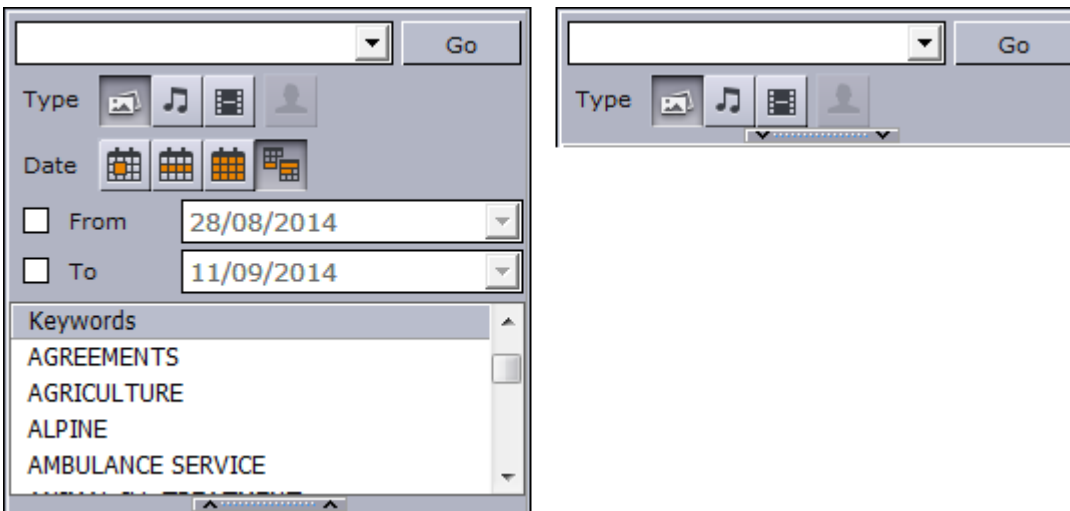 Go
Type
Date
From 28/08/2014
To 11/09/2014
Keywords
AGREEMENTS
AGRICULTURE
ALPINE
AMBULANCE SERVICE
Go
Type